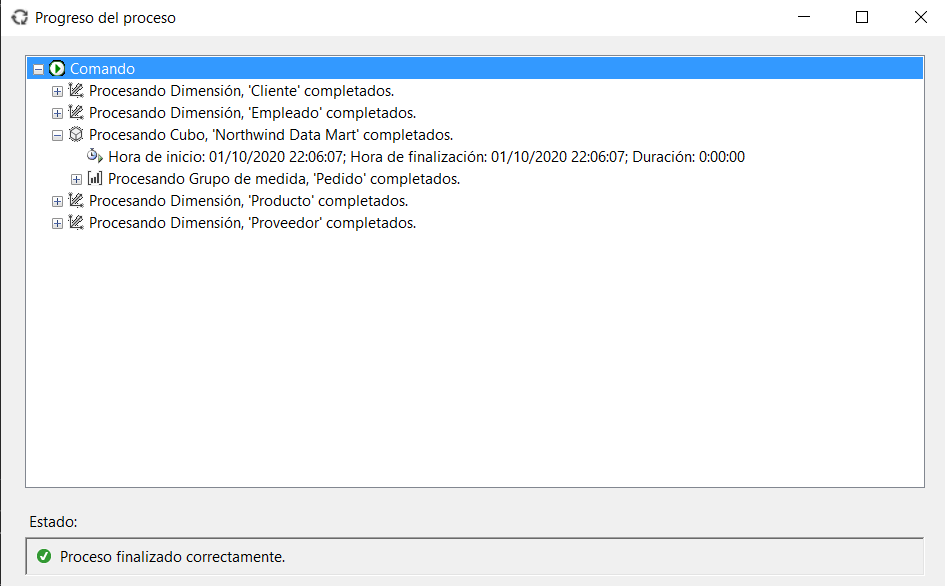 Progreso del proceso
Comando
Procesando Dimensión, 'Cliente' completados.
Procesando Dimensión, 'Empleado' completados.
Procesando Cubo, 'Northwind Data Mart' completados.
Hora de inicio: 01/10/2020 22:06:07; Hora de finalización: 01/10/2020 22:06:07; Duración: 0:00:00
Procesando Grupo de medida, 'Pedido' completados.
Procesando Dimensión, 'Producto' completados.
Procesando Dimensión, 'Proveedor' completados.
Estado:
Proceso finalizado correctamente.